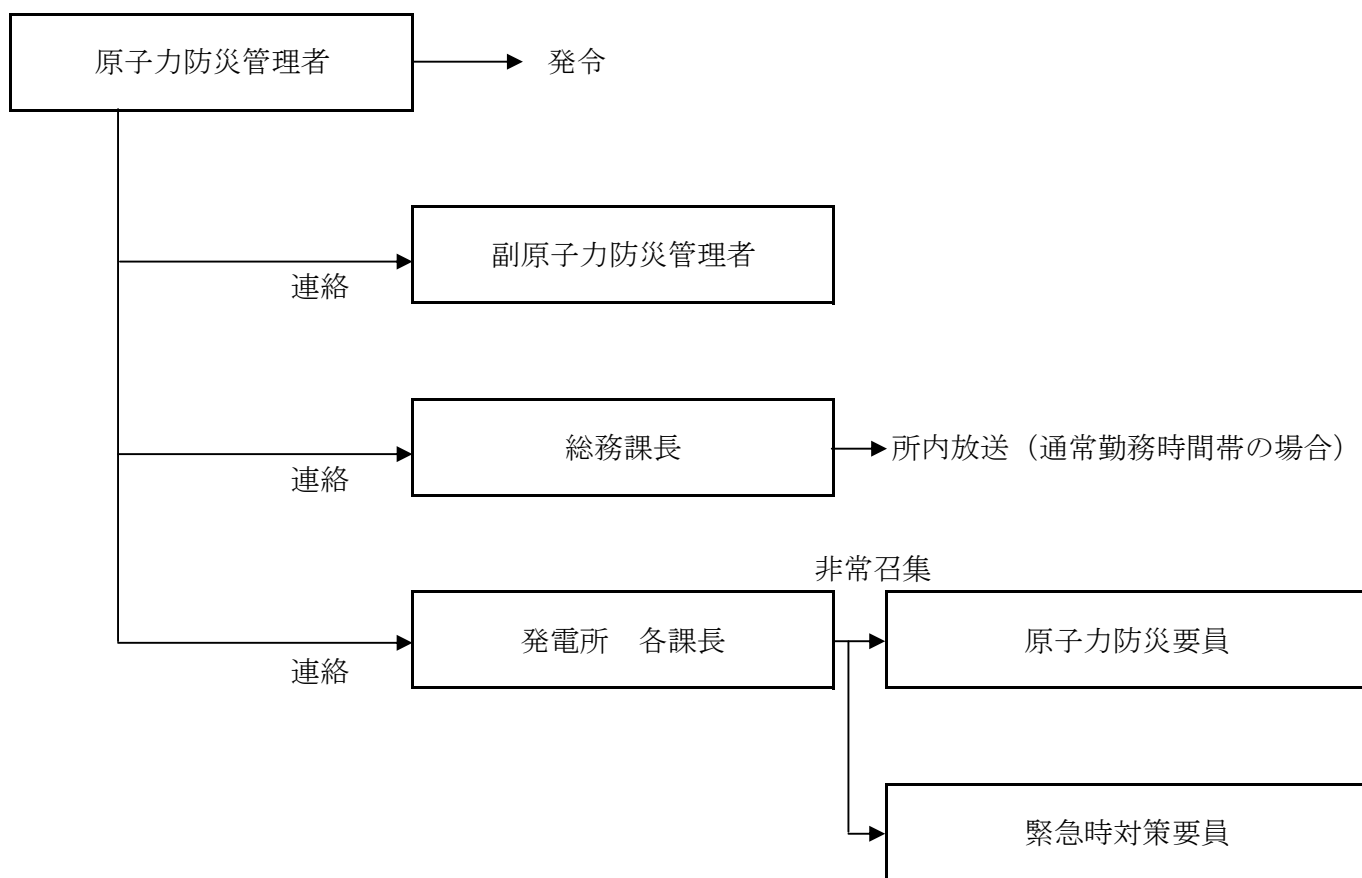 原子力防災管理者
発令
副原子力防災管理者
連絡
総務課長
所内放送（通常勤務時間帯の場合）
連絡
非常召集
発電所　各課長
原子力防災要員
連絡
緊急時対策要員